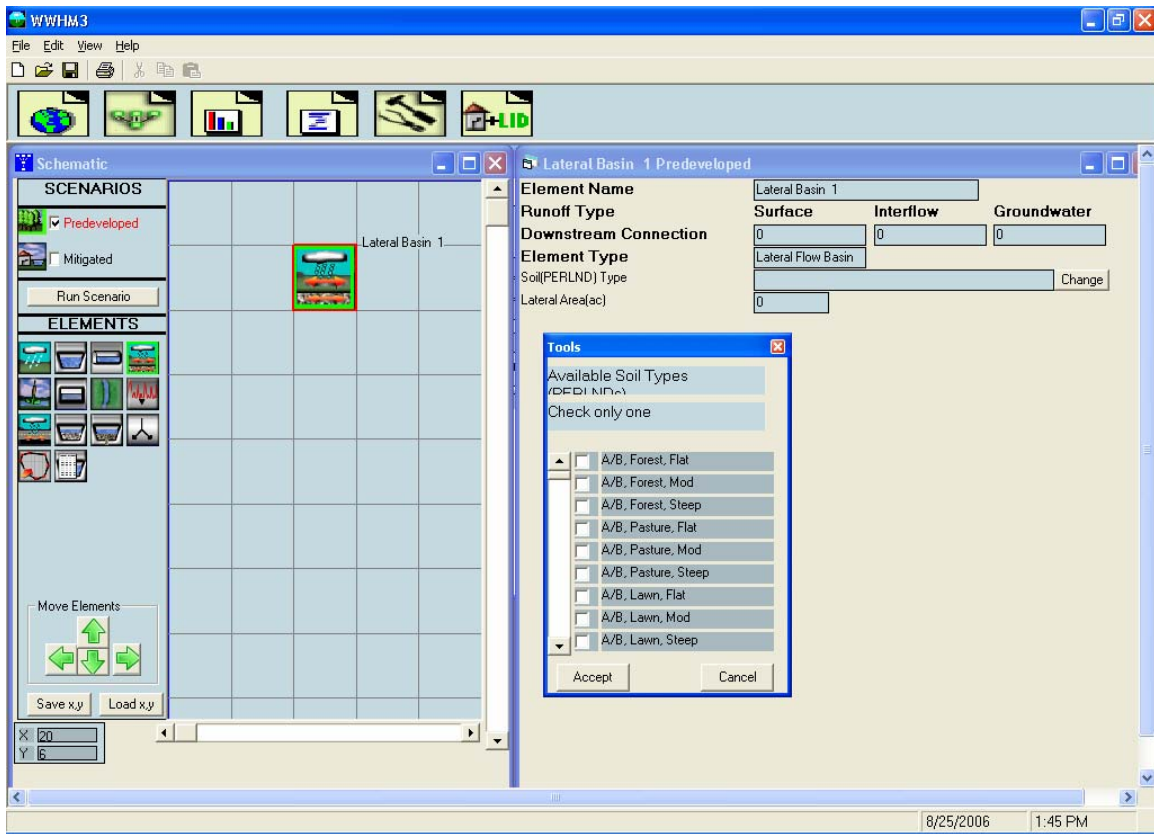 WWHM3
File Edit View Help
+LID
Schematic
SCENARIOS
Predeveloped
Mitigated
Run Scenario
ELEMENTS
Move Elements
Save x,y Load x,y
X 20
Y 6
Lateral Basin 1
Lateral Basin 1 Predeveloped
Element Name Lateral Basin 1
Runoff Type Surface Interflow Groundwater
Downstream Connection 0 0 0
Element Type Lateral Flow Basin
Soil(PERLND) Type Change
Lateral Area(ac) 0
Tools
Available Soil Types
(PERLNDs)
Check only one
A/B, Forest, Flat
A/B, Forest, Mod
A/B, Forest, Steep
A/B, Pasture, Flat
A/B, Pasture, Mod
A/B, Pasture, Steep
A/B, Lawn, Flat
A/B, Lawn, Mod
A/B, Lawn, Steep
Accept Cancel
8/25/2006 1:45 PM